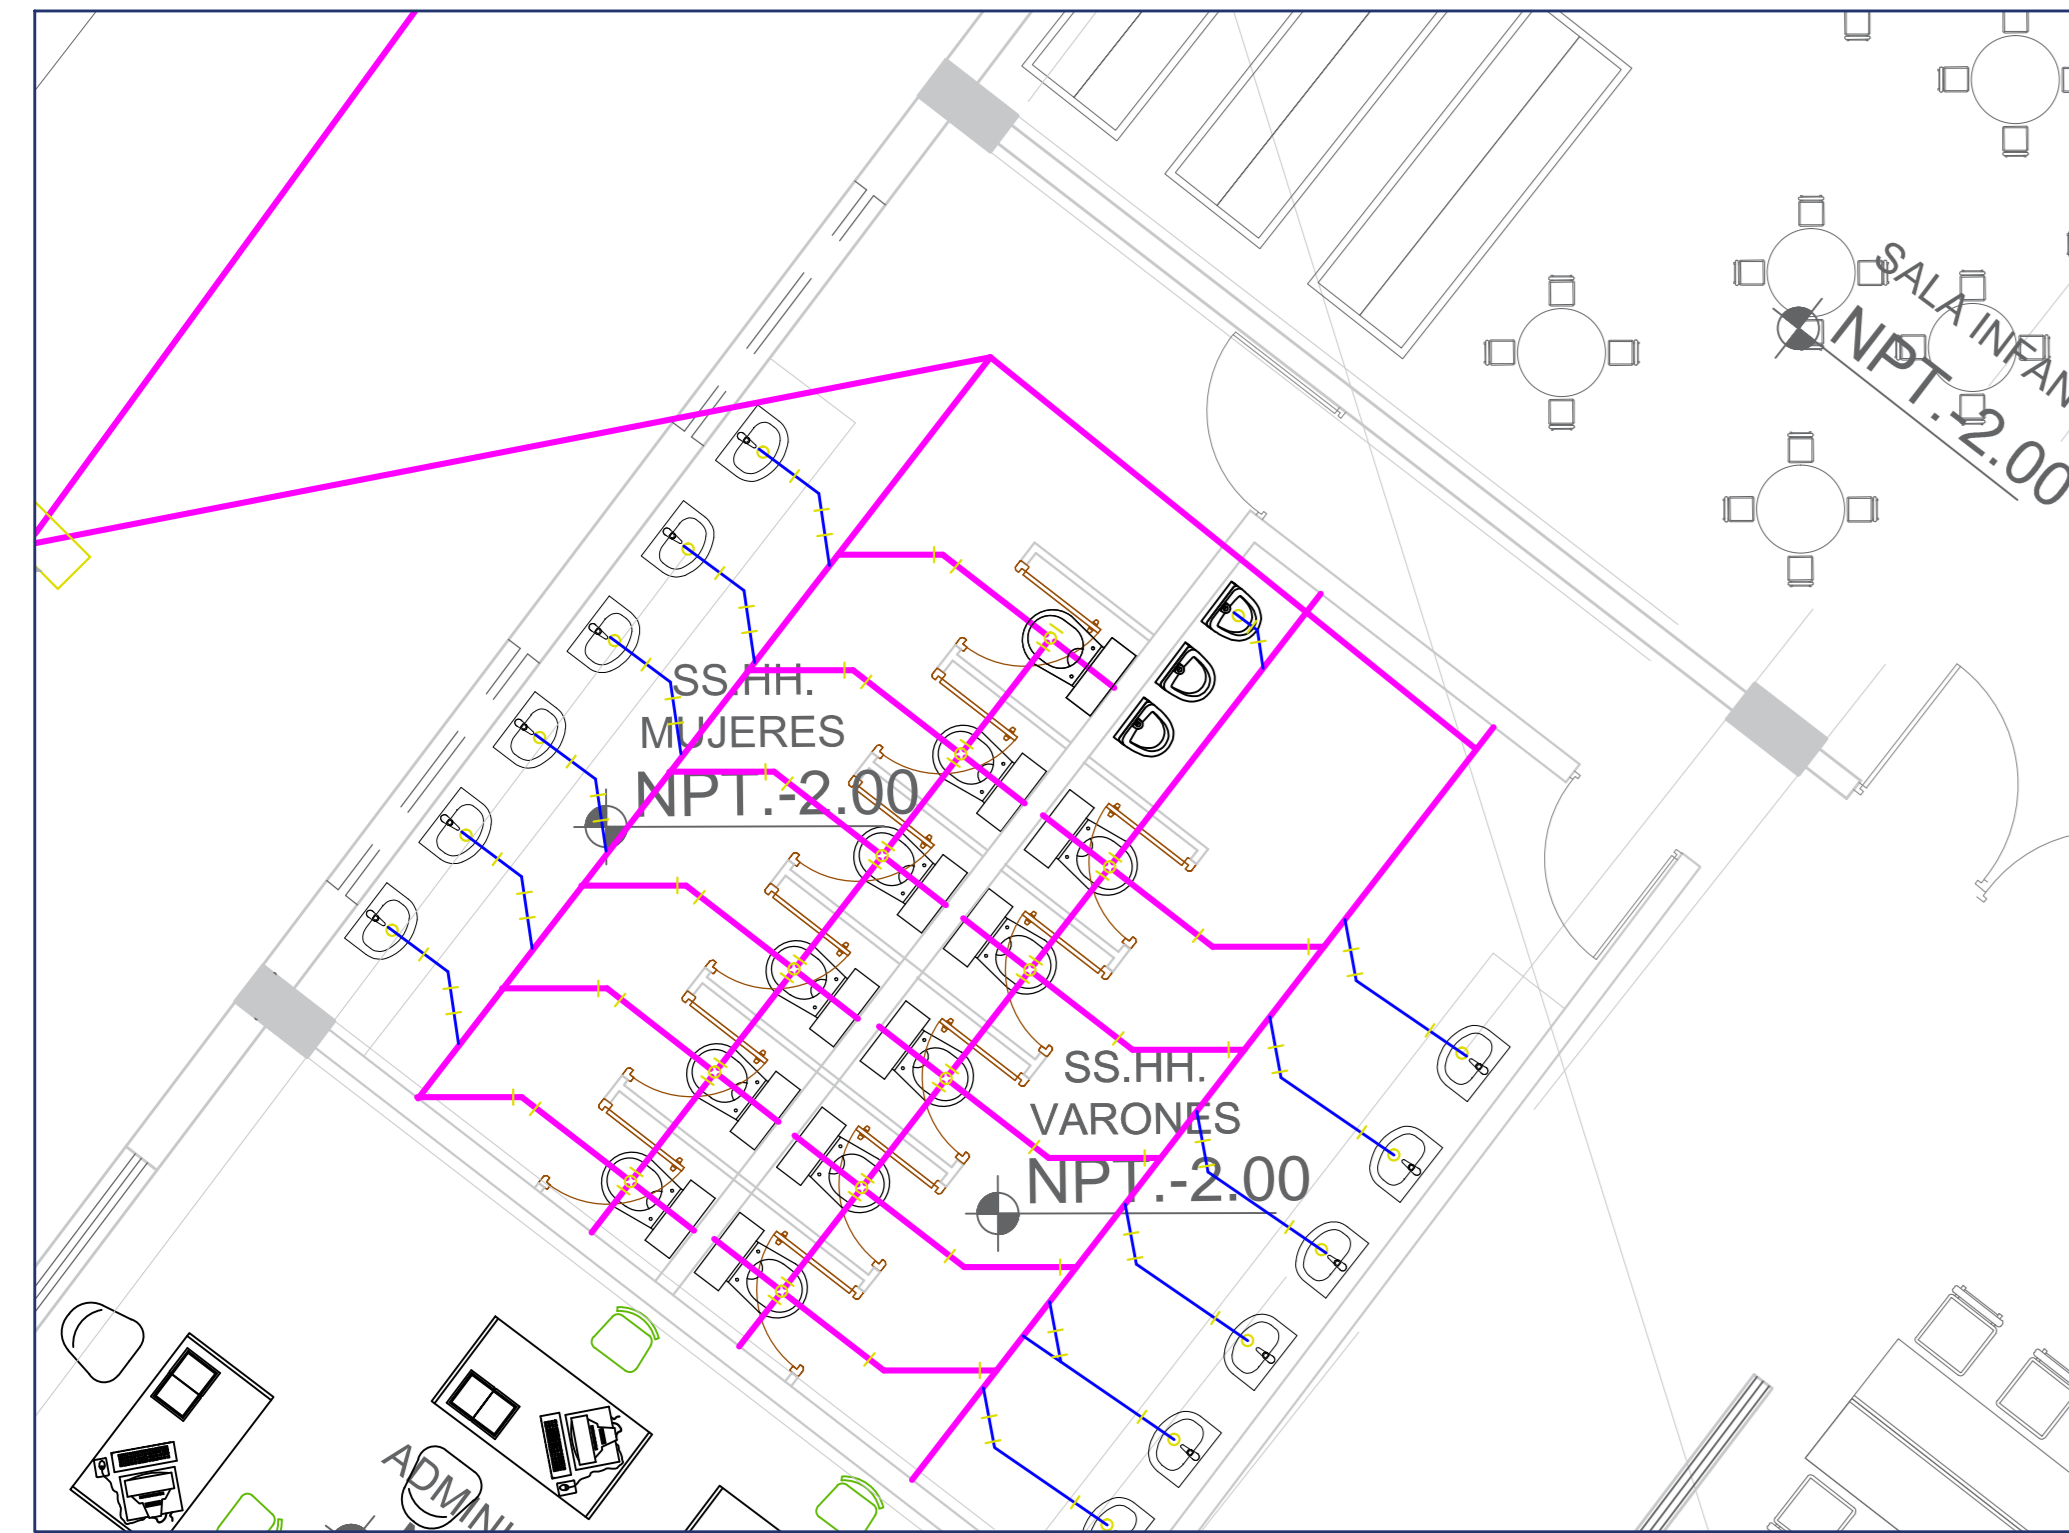 SALA INFAN
NPT.-2.00
SS.HH.
MUJERES
NPT.-2.00
SS.HH.
VARONES
NPT.-2.00
ADMINI